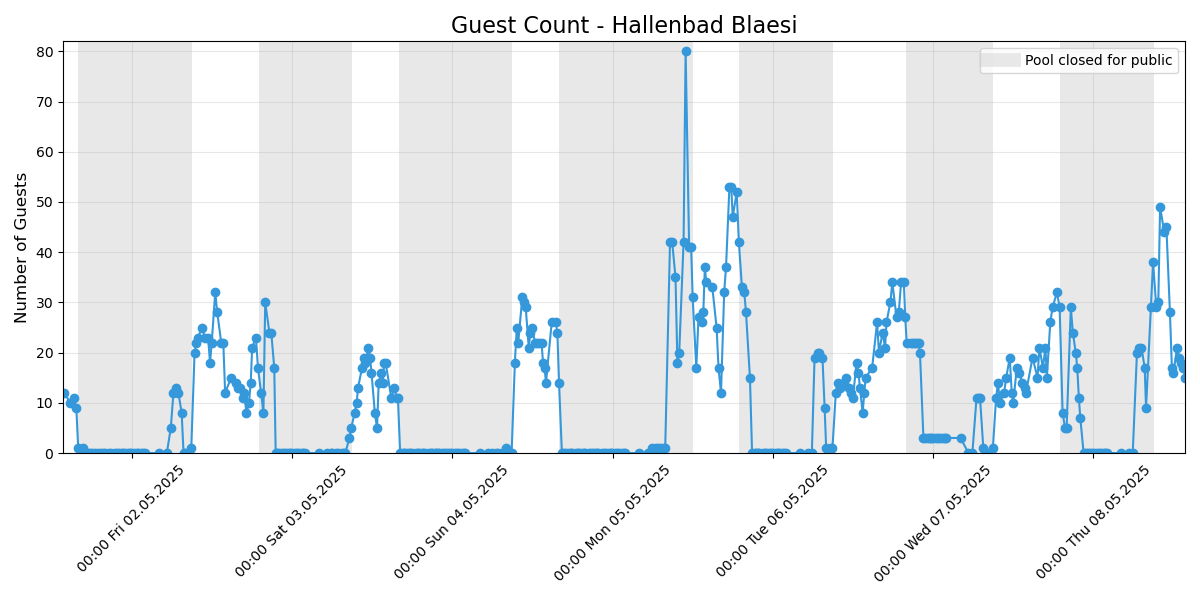 Guest Count - Hallenbad Blaesi
Pool closed for public
Number of Guests
80
70
60
50
40
30
20
10
0
00:00 Fri 02.05.2025
00:00 Sat 03.05.2025
00:00 Sun 04.05.2025
00:00 Mon 05.05.2025
00:00 Tue 06.05.2025
00:00 Wed 07.05.2025
00:00 Thu 08.05.2025